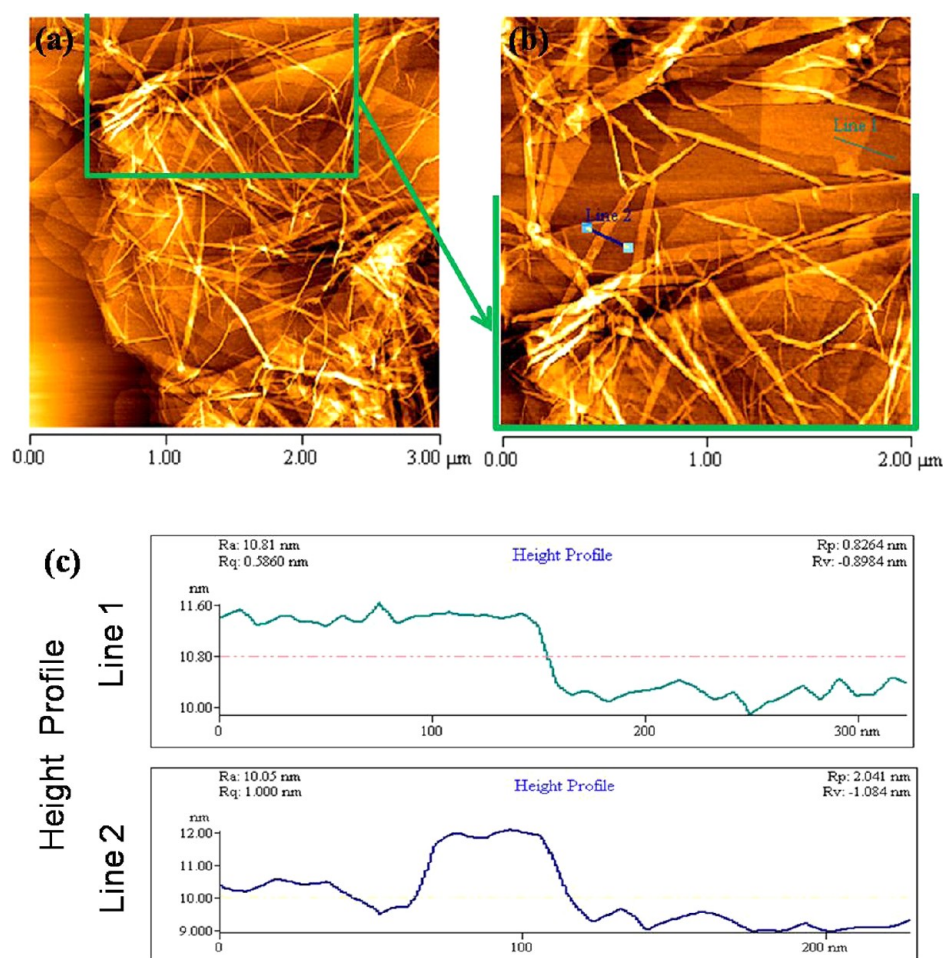 (a)
(b)
Line 1
Line 2
0.00 1.00 2.00 3.00 μm
0.00 1.00 2.00 μm
(c)
Height Profile
Line 1
Ra: 10.81 nm
Rq: 0.5860 nm
Height Profile
Rp: 0.8264 nm
Rv: -0.8984 nm
nm
11.60
10.80
10.00
0 100 200 300 nm
Line 2
Ra: 10.05 nm
Rq: 1.000 nm
Height Profile
Rp: 2.041 nm
Rv: -1.084 nm
nm
12.00
11.00
10.00
9.000
0 100 200 nm